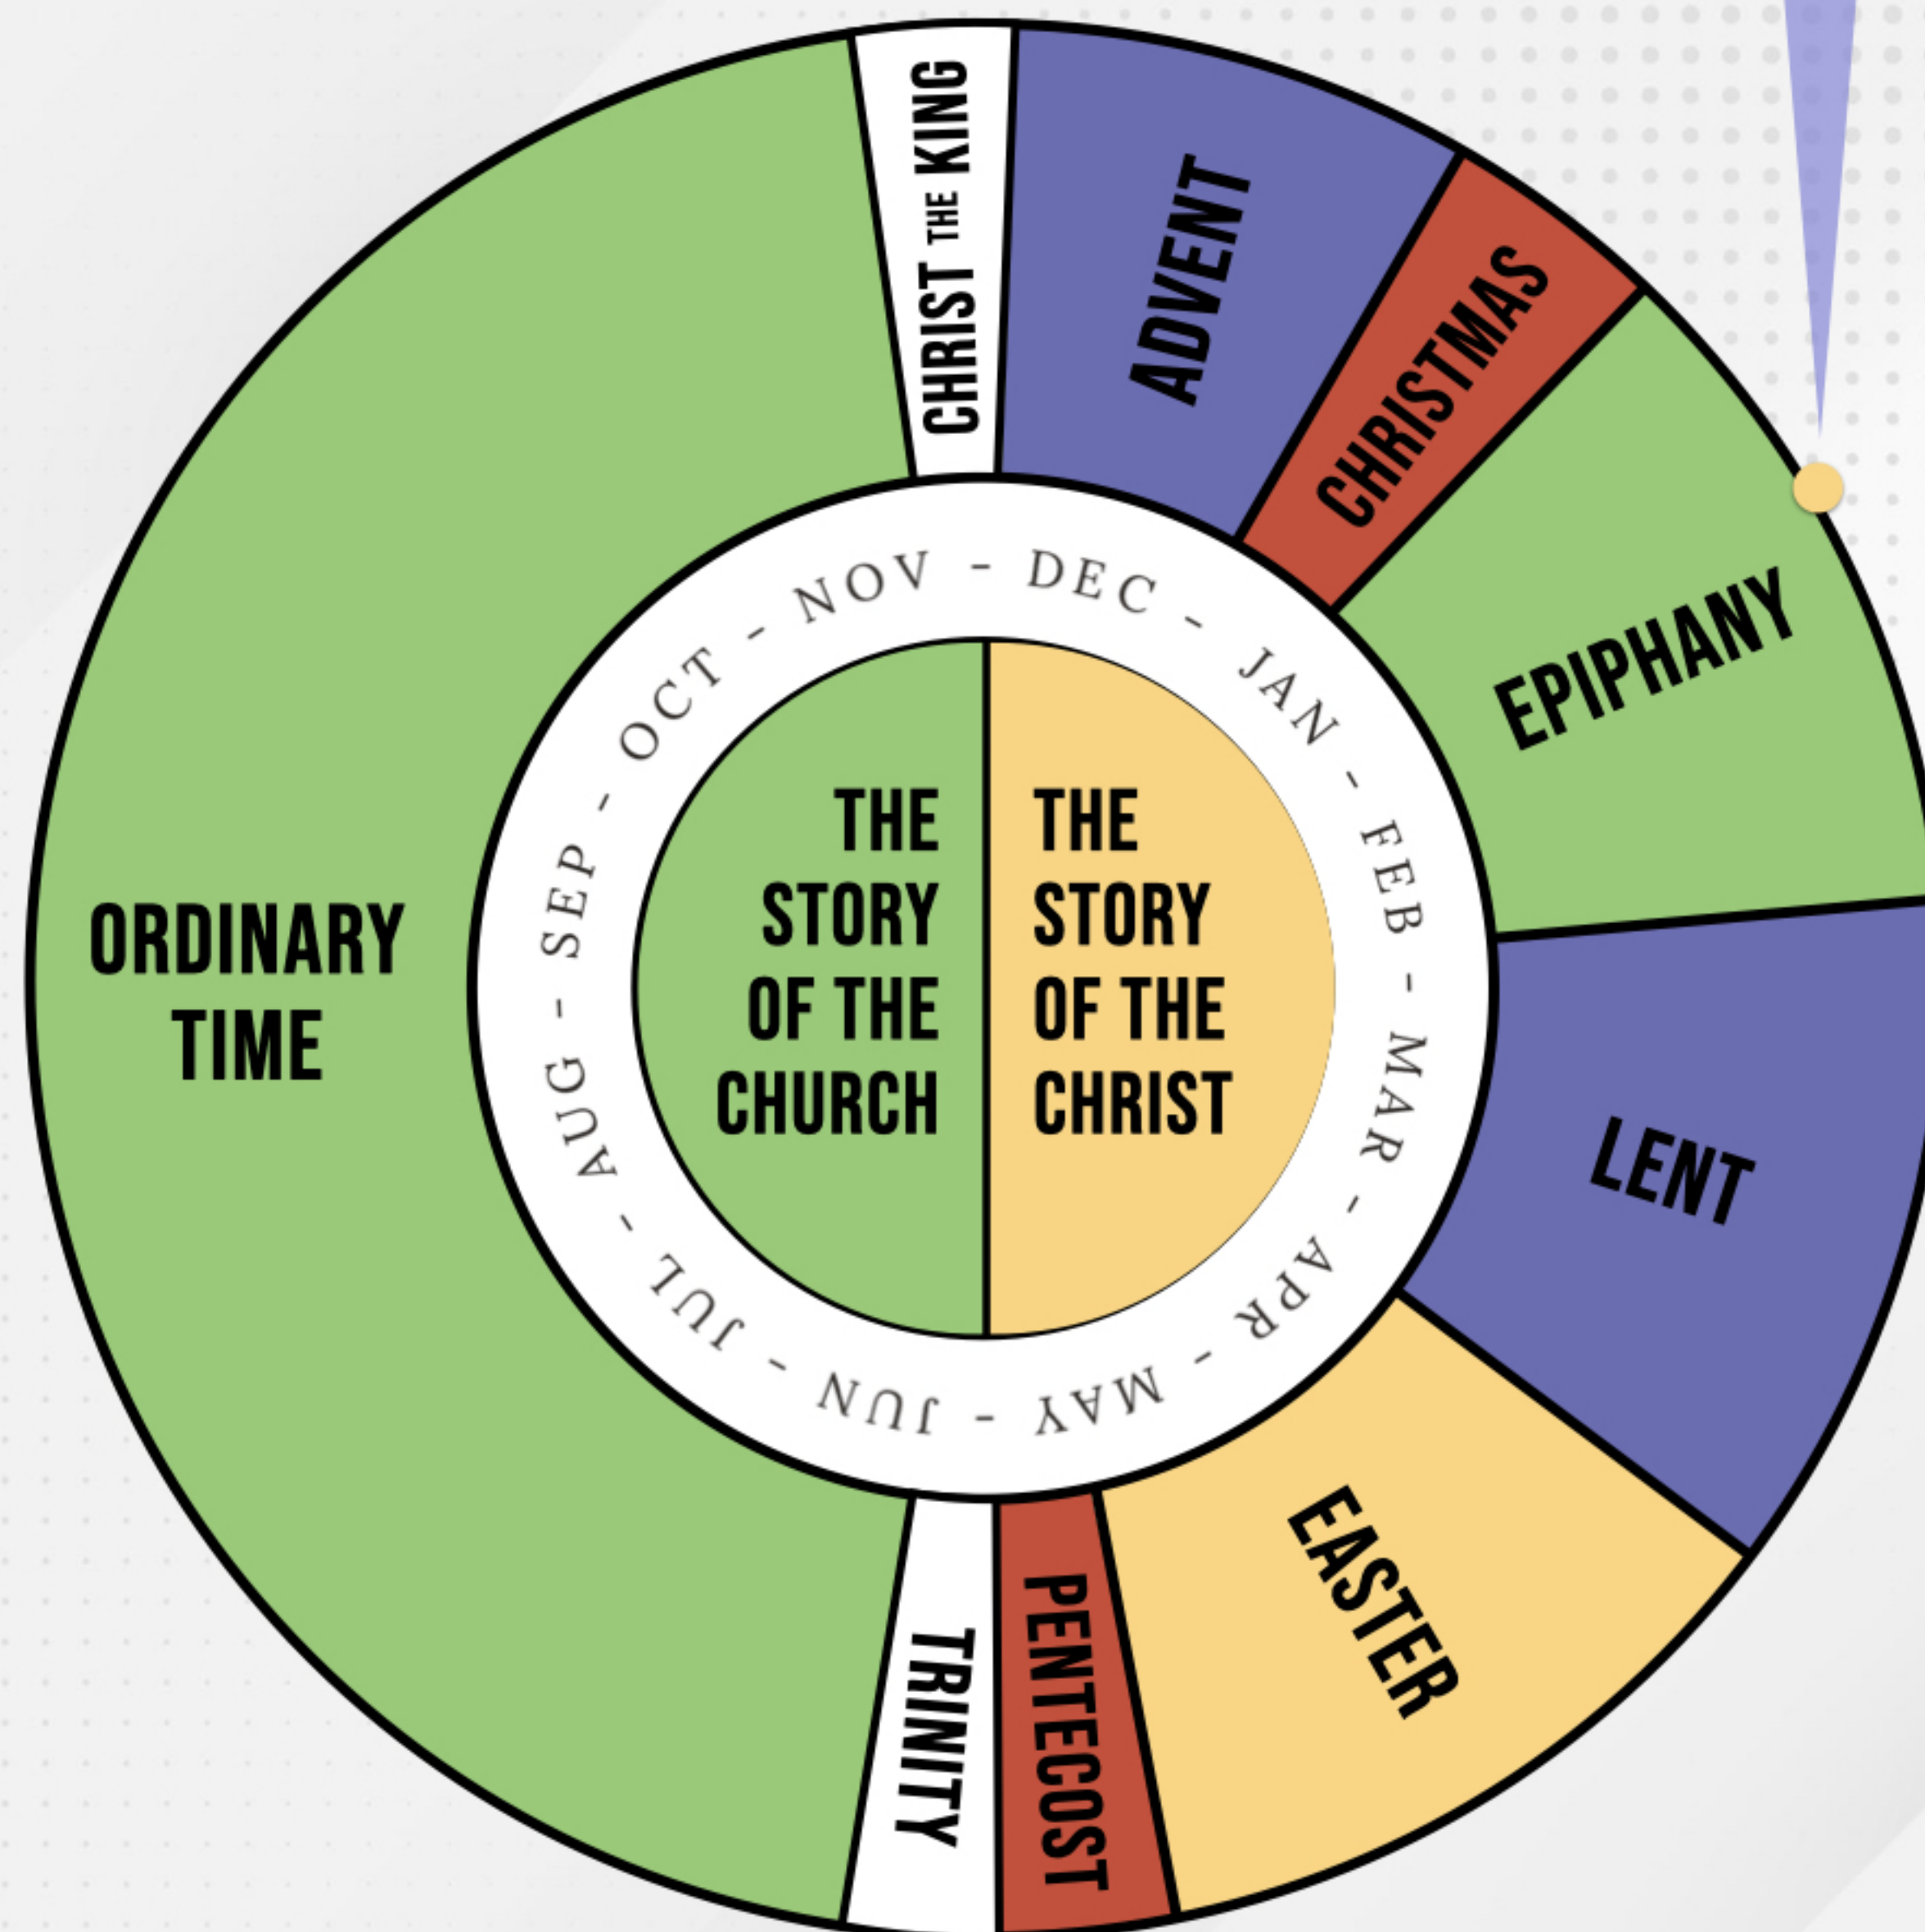 CHRIST THE KING
ADVENT
CHRISTMAS
EPIPHANY
LENT
EASTER
PENTECOST
TRINITY
ORDINARY
TIME
DEC - JAN - FEB - MAR - APR - MAY - JUN - JUL - AUG - SEP - OCT - NOV -
THE
STORY
OF THE
CHURCH
THE
STORY
OF THE
CHRIST